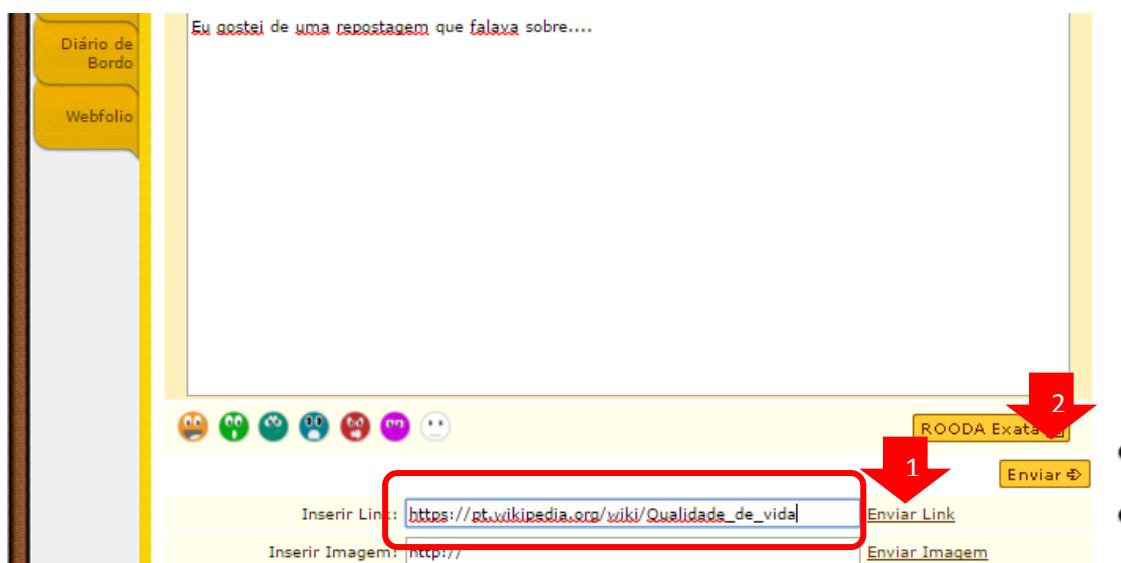 Eu gostei de uma repostagem que falava sobre....
Diário de
Bordo
Webfolio
2
ROODA Exata
1
Enviar
Inserir Link: https://pt.wikipedia.org/wiki/Qualidade_de_vida Enviar Link
Inserir Imagem: http:// Enviar Imagem